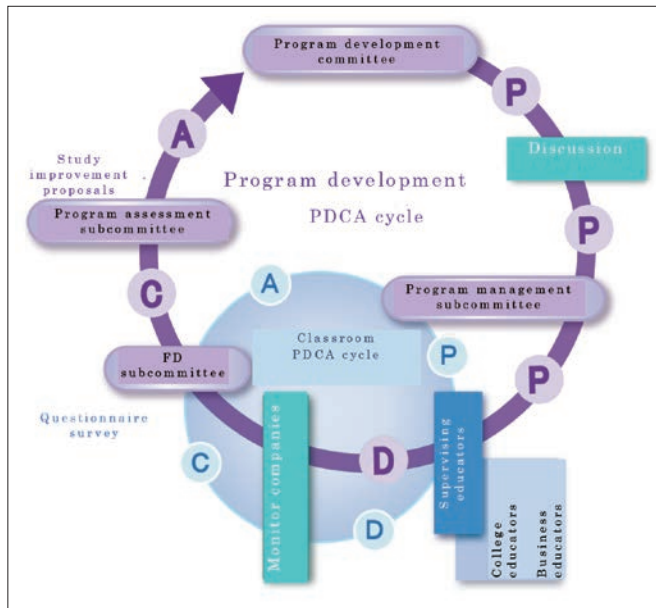 Program development
committee
P
A
Discussion
Study
improvement
proposals
Program development
PDCA cycle
Program assessment
subcommittee
P
C
A
Program management
subcommittee
Classroom
PDCA cycle
P
FD
subcommittee
P
Questionnaire
survey
Monitor companies
D
Supervising
educators
C
D
College
educators
Business
educators